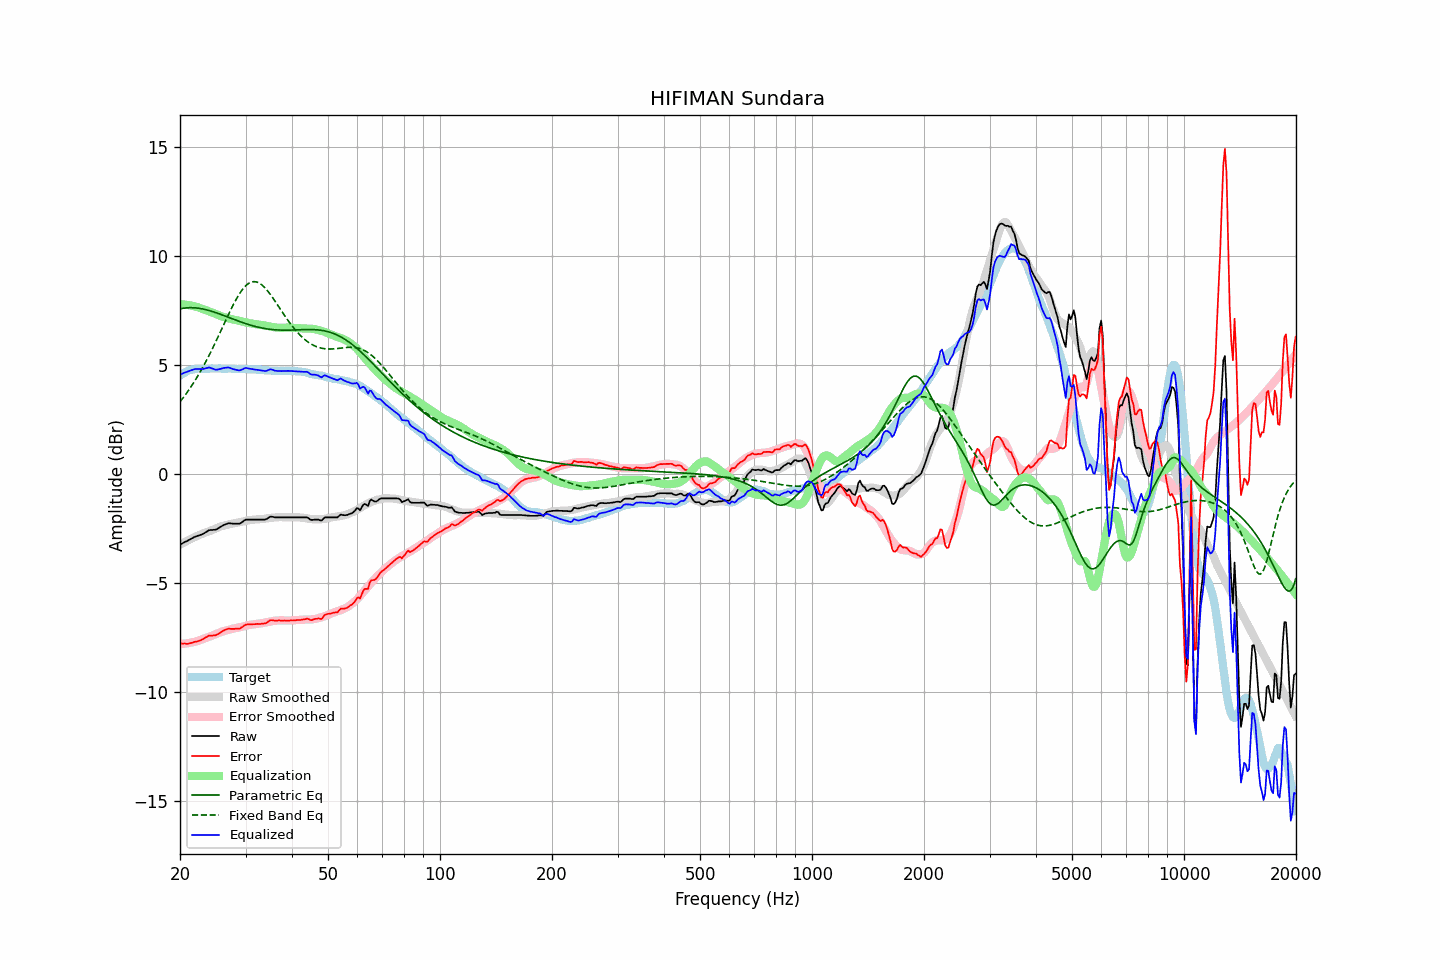 HIFIMAN Sundara
Amplitude (dBr)
15
10
5
0
−5
−10
−15
Target
Raw Smoothed
Error Smoothed
Raw
Error
Equalization
Parametric Eq
Fixed Band Eq
Equalized
20 50 100 200 500 1000 2000 5000 10000 20000
Frequency (Hz)